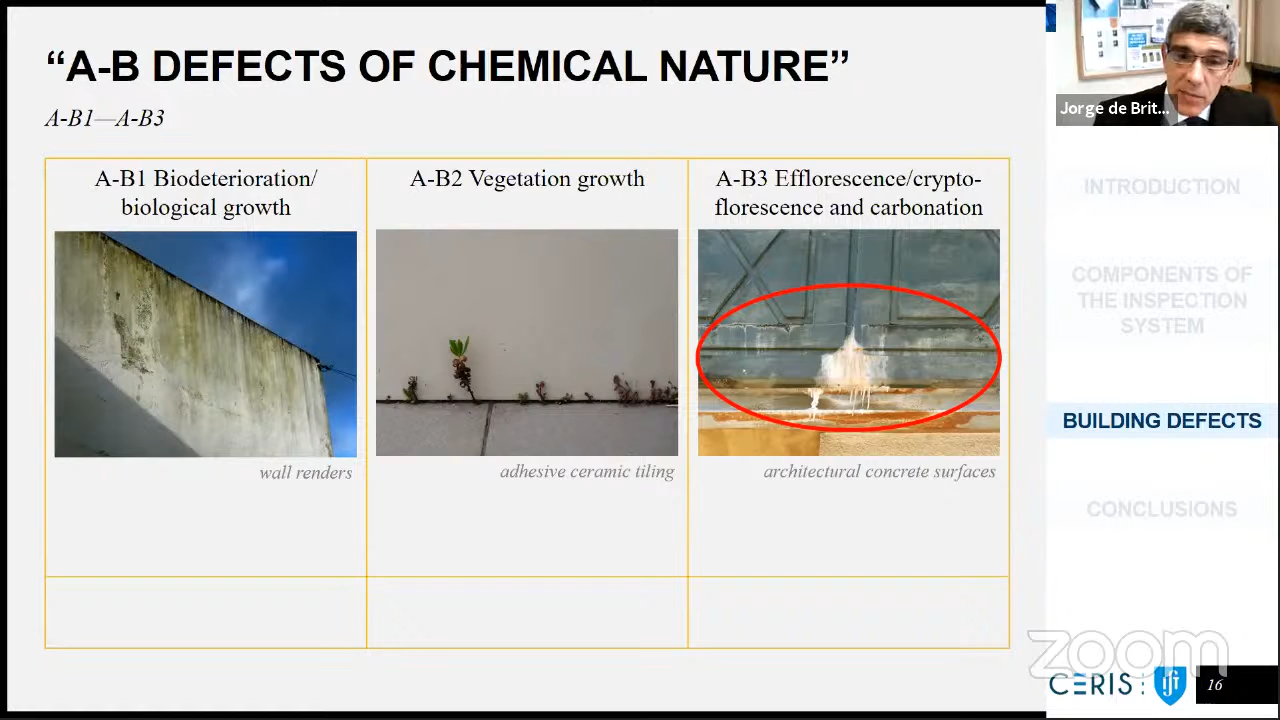 “A-B DEFECTS OF CHEMICAL NATURE”
A-B1—A-B3
A-B1 Biodeterioration/
biological growth
A-B2 Vegetation growth
A-B3 Efflorescence/crypto-
florescence and carbonation
wall renders
adhesive ceramic tiling
architectural concrete surfaces
Jorge de Brit...
INTRODUCTION
COMPONENTS OF
THE INSPECTION
SYSTEM
BUILDING DEFECTS
CONCLUSIONS
zoom
CERIS :
16